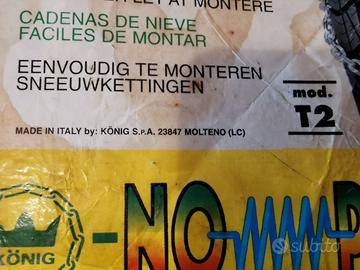 CADENAS DE NIEVE
FACILES DE MONTAR
EENVOUDIG TE MONTEREN
SNEEUWKETTINGEN
mod.
T2
MADE IN ITALY by: KÖNIG S.P.A. 23847 MOLTENO (LC)
KÖNIG
-NO
subito